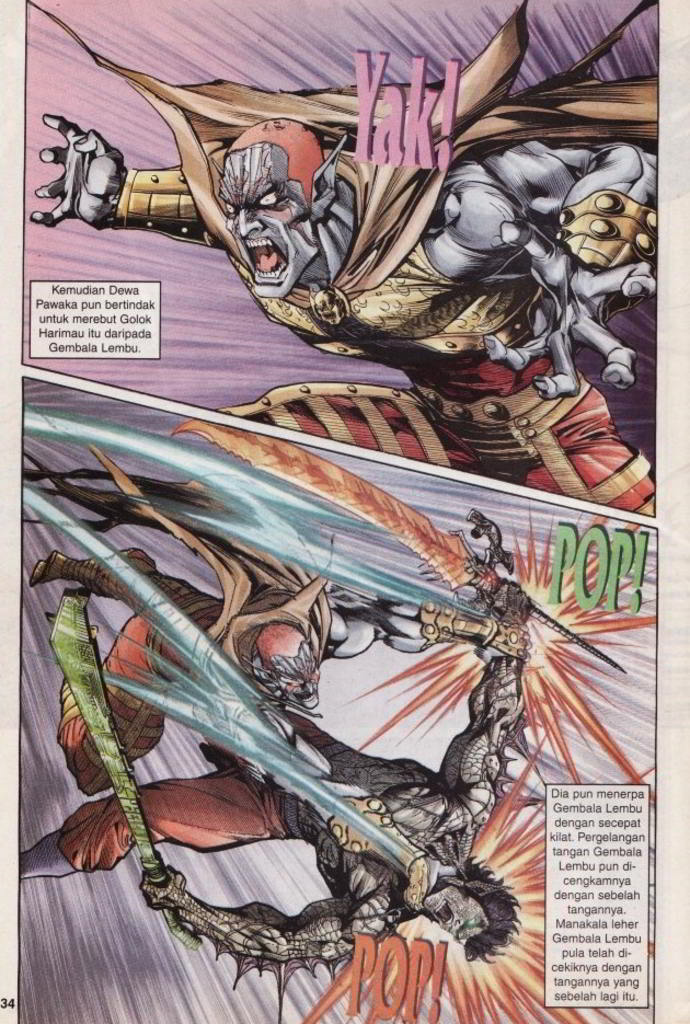 Yak!
Kemudian Dewa
Pawaka pun bertindak
untuk merebut Golok
Harimau itu daripada
Gembala Lembu.
POP!
Dia pun menerpa
Gembala Lembu
dengan secepat
kilat. Pergelangan
tangan Gembala
Lembu pun di-
cengkamnya
dengan sebelah
tangannya.
Manakala leher
Gembala Lembu
pula telah di-
cekiknya dengan
tangannya yang
sebelah lagi itu.
POP!
34